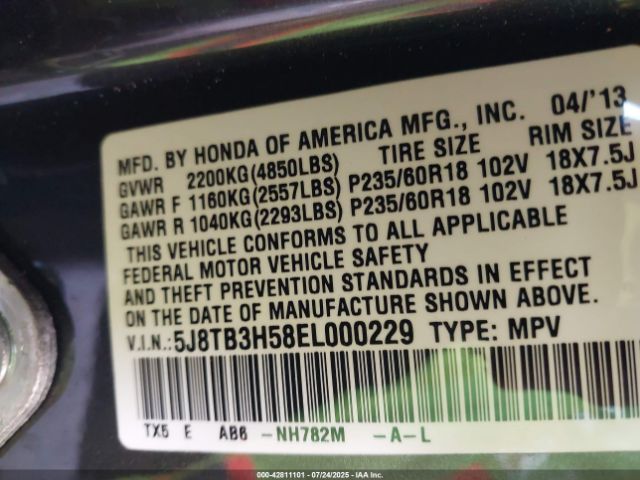 MFD. BY HONDA OF AMERICA MFG., INC. 04/'13
GVWR 2200KG(4850LBS) TIRE SIZE RIM SIZE
GAWR F 1160KG(2557LBS) P235/60R18 102V 18X7.5J
GAWR R 1040KG(2293LBS) P235/60R18 102V 18X7.5J
THIS VEHICLE CONFORMS TO ALL APPLICABLE
FEDERAL MOTOR VEHICLE SAFETY
AND THEFT PREVENTION STANDARDS IN EFFECT
ON THE DATE OF MANUFACTURE SHOWN ABOVE.
V.I.N.:5J8TB3H58EL000229 TYPE: MPV
TX5 E AB6 -NH782M -A-L
000-42811101 - 07/24/2025 - IAAI.com